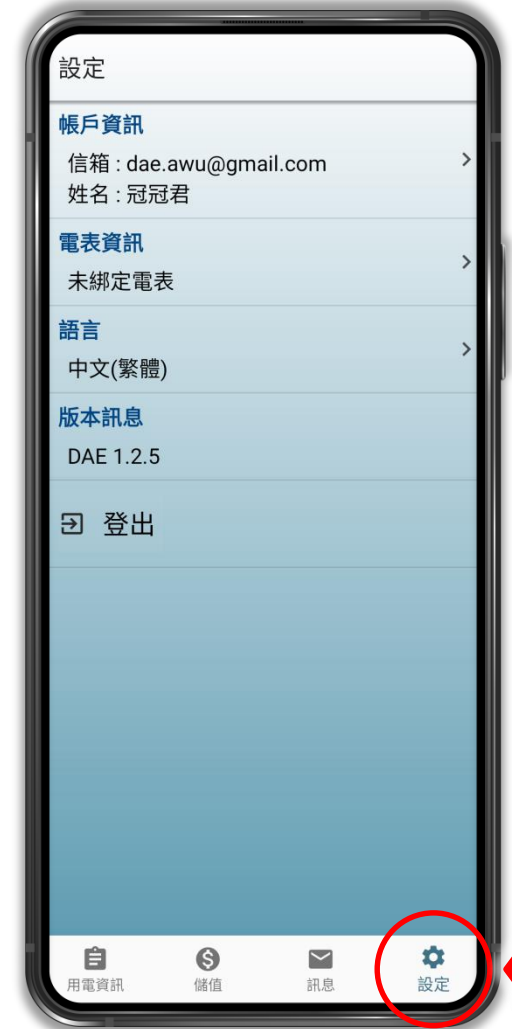 設定
帳戶資訊
信箱 : dae.awu@gmail.com
姓名 : 冠冠君
電表資訊
未綁定電表
語言
中文(繁體)
版本訊息
DAE 1.2.5
登出
用電資訊 儲值 訊息 設定